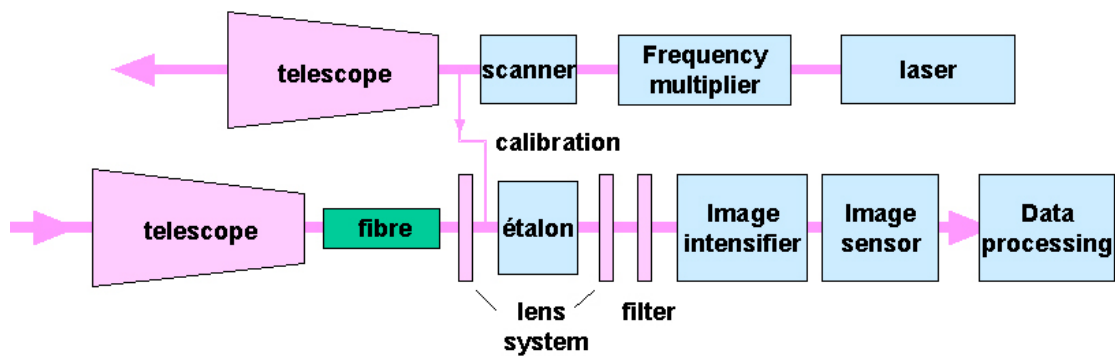 telescope
scanner
Frequency
multiplier
laser
calibration
telescope
fibre
étalon
Image
intensifier
Image
sensor
Data
processing
lens
system
filter